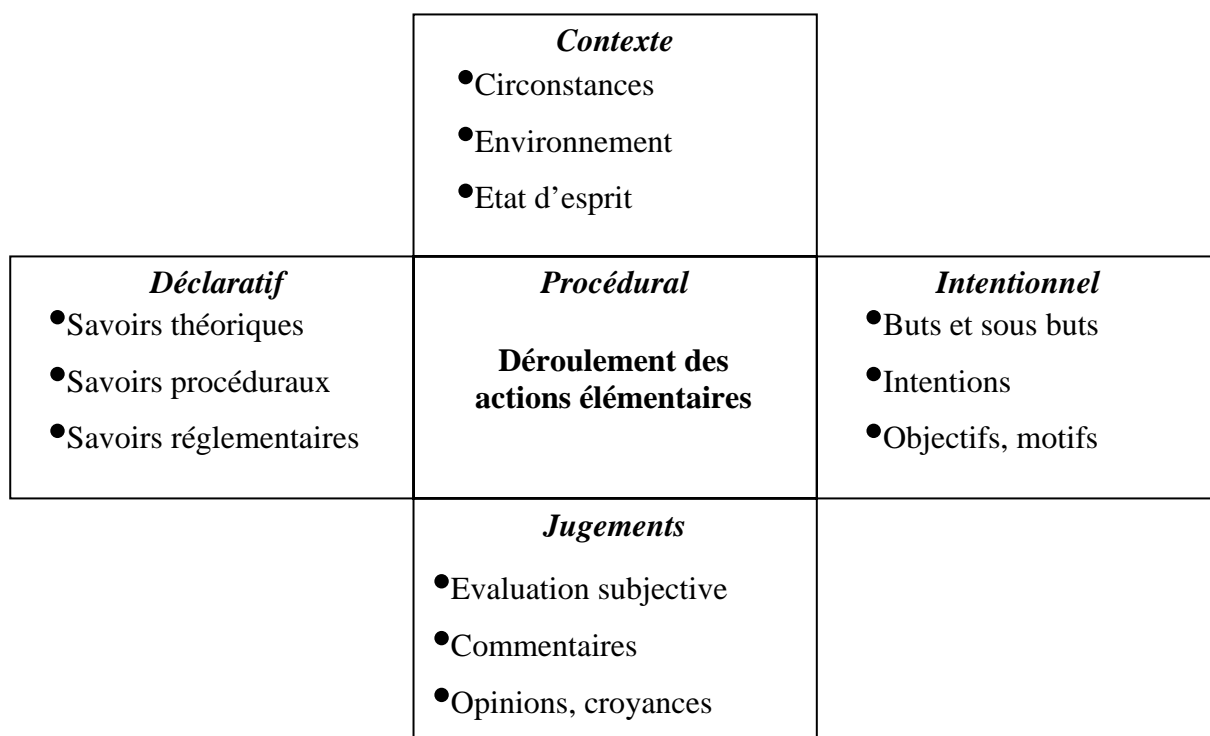 Contexte
•Circonstances
•Environnement
•Etat d’esprit
Déclaratif
•Savoirs théoriques
•Savoirs procéduraux
•Savoirs réglementaires
Procédural
Déroulement des
actions élémentaires
Intentionnel
•Buts et sous buts
•Intentions
•Objectifs, motifs
Jugements
•Evaluation subjective
•Commentaires
•Opinions, croyances